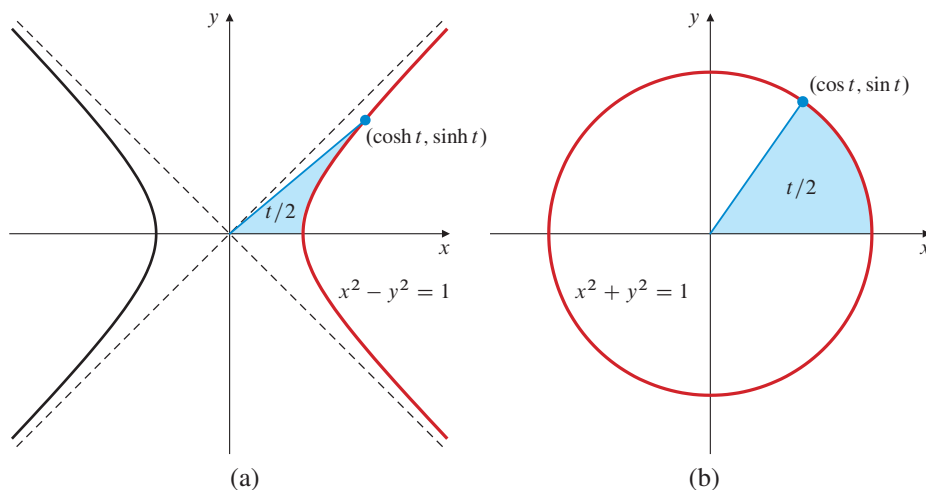 y
(cosh t, sinh t)
t/2
x
x² − y² = 1
(a)
y
(cos t, sin t)
t/2
x
x² + y² = 1
(b)